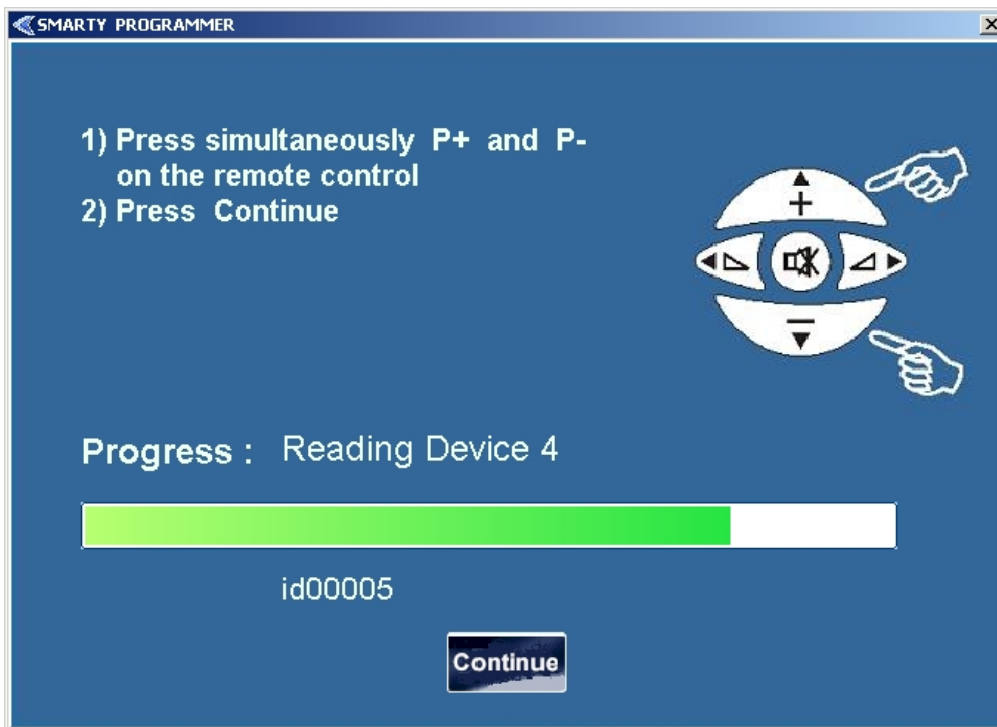 SMARTY PROGRAMMER
1) Press simultaneously P+ and P-
on the remote control
2) Press Continue
+
−
Progress : Reading Device 4
id00005
Continue